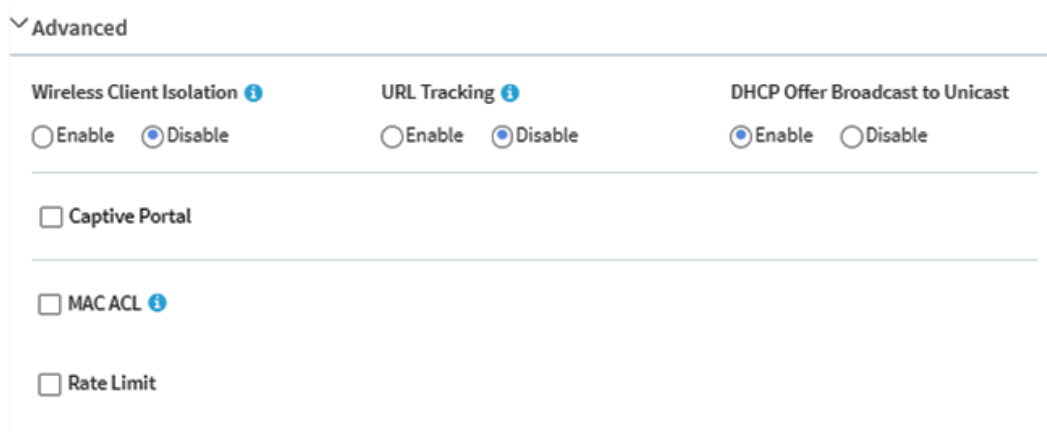 Advanced
Wireless Client Isolation URL Tracking DHCP Offer Broadcast to Unicast
Enable Disable Enable Disable Enable Disable
Captive Portal
MAC ACL
Rate Limit